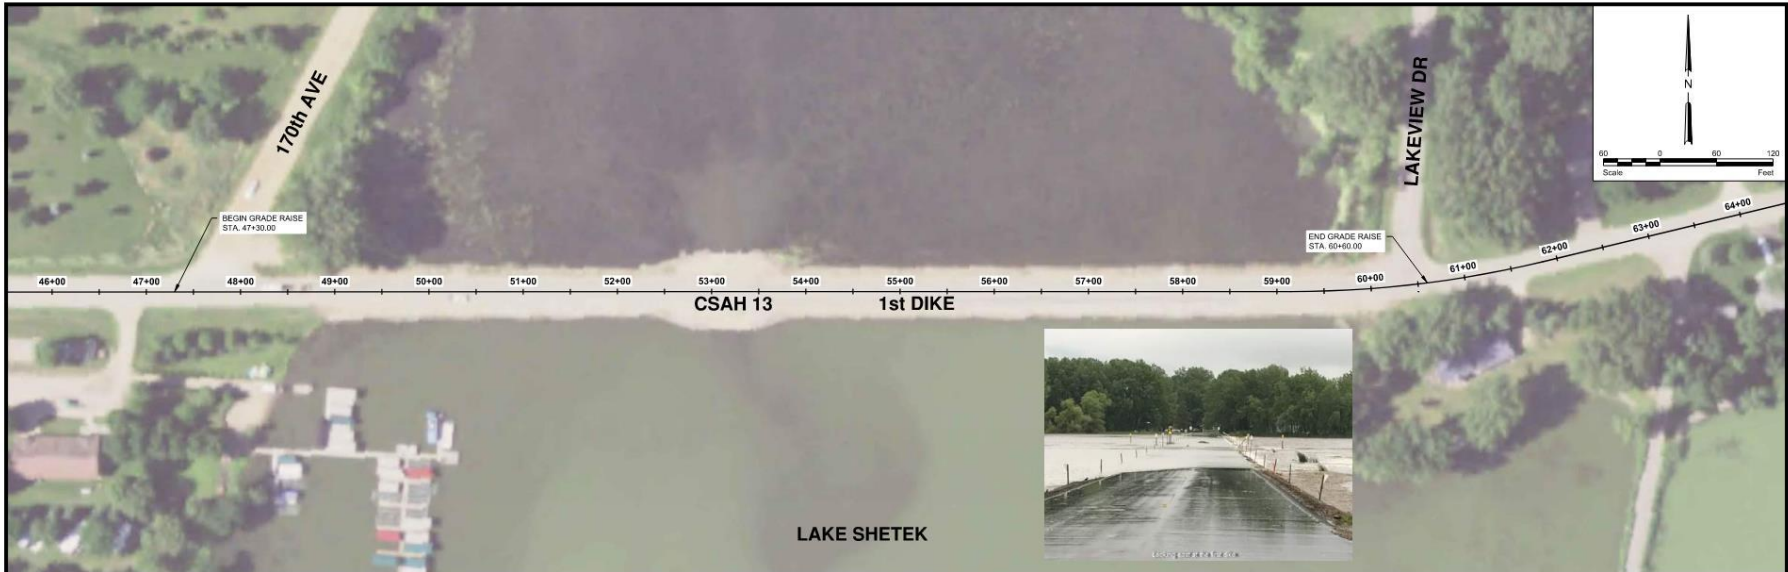 170th AVE
LAKEVIEW DR
N
60 0 60 120
Scale Feet
BEGIN GRADE RAISE
STA. 47+30.00
END GRADE RAISE
STA. 60+60.00
46+00 47+00 48+00 49+00 50+00 51+00 52+00 53+00 54+00 55+00 56+00 57+00 58+00 59+00 60+00 61+00 62+00 63+00 64+00
CSAH 13 1st DIKE
LAKE SHETEK